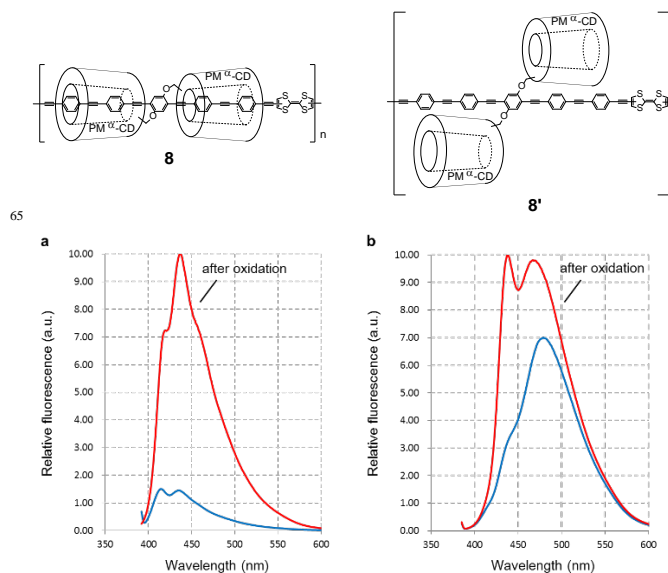 PM α-CD
O
PM α-CD
O
S S
S S
n
8
PM α-CD
O
O
S S
S S
PM α-CD
8'
65
a
after oxidation
Relative fluorescence (a.u.)
10.00
9.00
8.00
7.00
6.00
5.00
4.00
3.00
2.00
1.00
0.00
350 400 450 500 550 600
Wavelength (nm)
b
after oxidation
Relative fluorescence (a.u.)
10.00
9.00
8.00
7.00
6.00
5.00
4.00
3.00
2.00
1.00
0.00
350 400 450 500 550 600
Wavelength (nm)